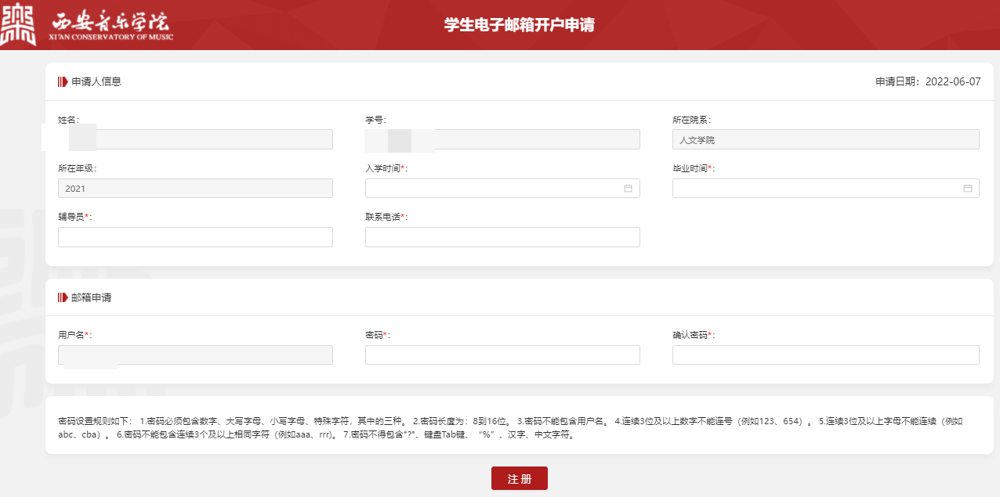 西安音乐学院
XI'AN CONSERVATORY OF MUSIC
学生电子邮箱开户申请
申请人信息
申请日期：2022-06-07
姓名：
学号：
所在院系：
人文学院
所在年级：
入学时间*：
毕业时间*：
2021
辅导员*：
联系电话*：
邮箱申请
用户名*：
密码*：
确认密码*：
密码设置规则如下： 1.密码必须包含数字、大写字母、小写字母、特殊字符，其中的三种。 2.密码长度为：8到16位。 3.密码不能包含用户名。 4.连续3位及以上数字不能连号（例如123、654）。 5.连续3位及以上字母不能连续（例如
abc、cba）。 6.密码不能包含连续3个及以上相同字符（例如aaa、rrr)。 7.密码不得包含"?"、键盘Tab键、“%”、汉字、中文字符。
注 册